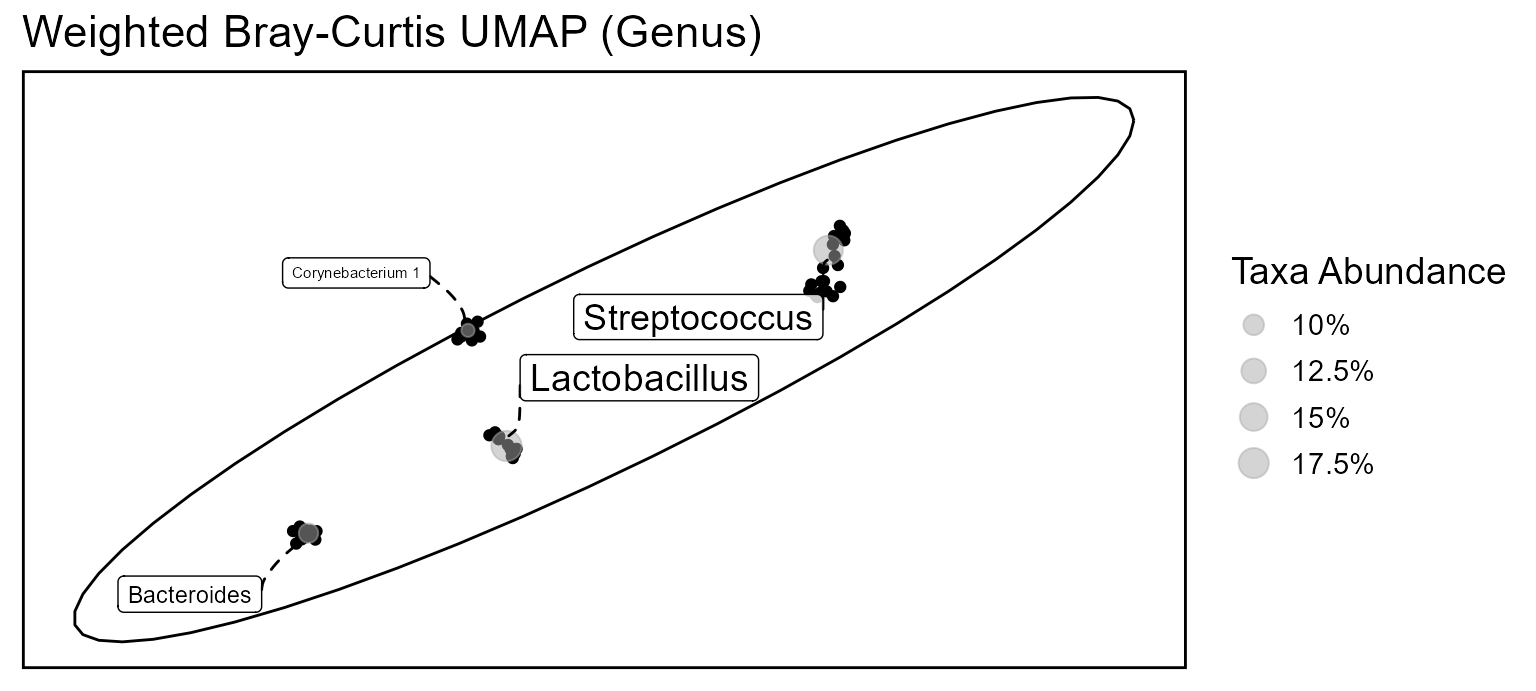 Weighted Bray-Curtis UMAP (Genus)
Corynebacterium 1
Streptococcus
Lactobacillus
Bacteroides
Taxa Abundance
10%
12.5%
15%
17.5%